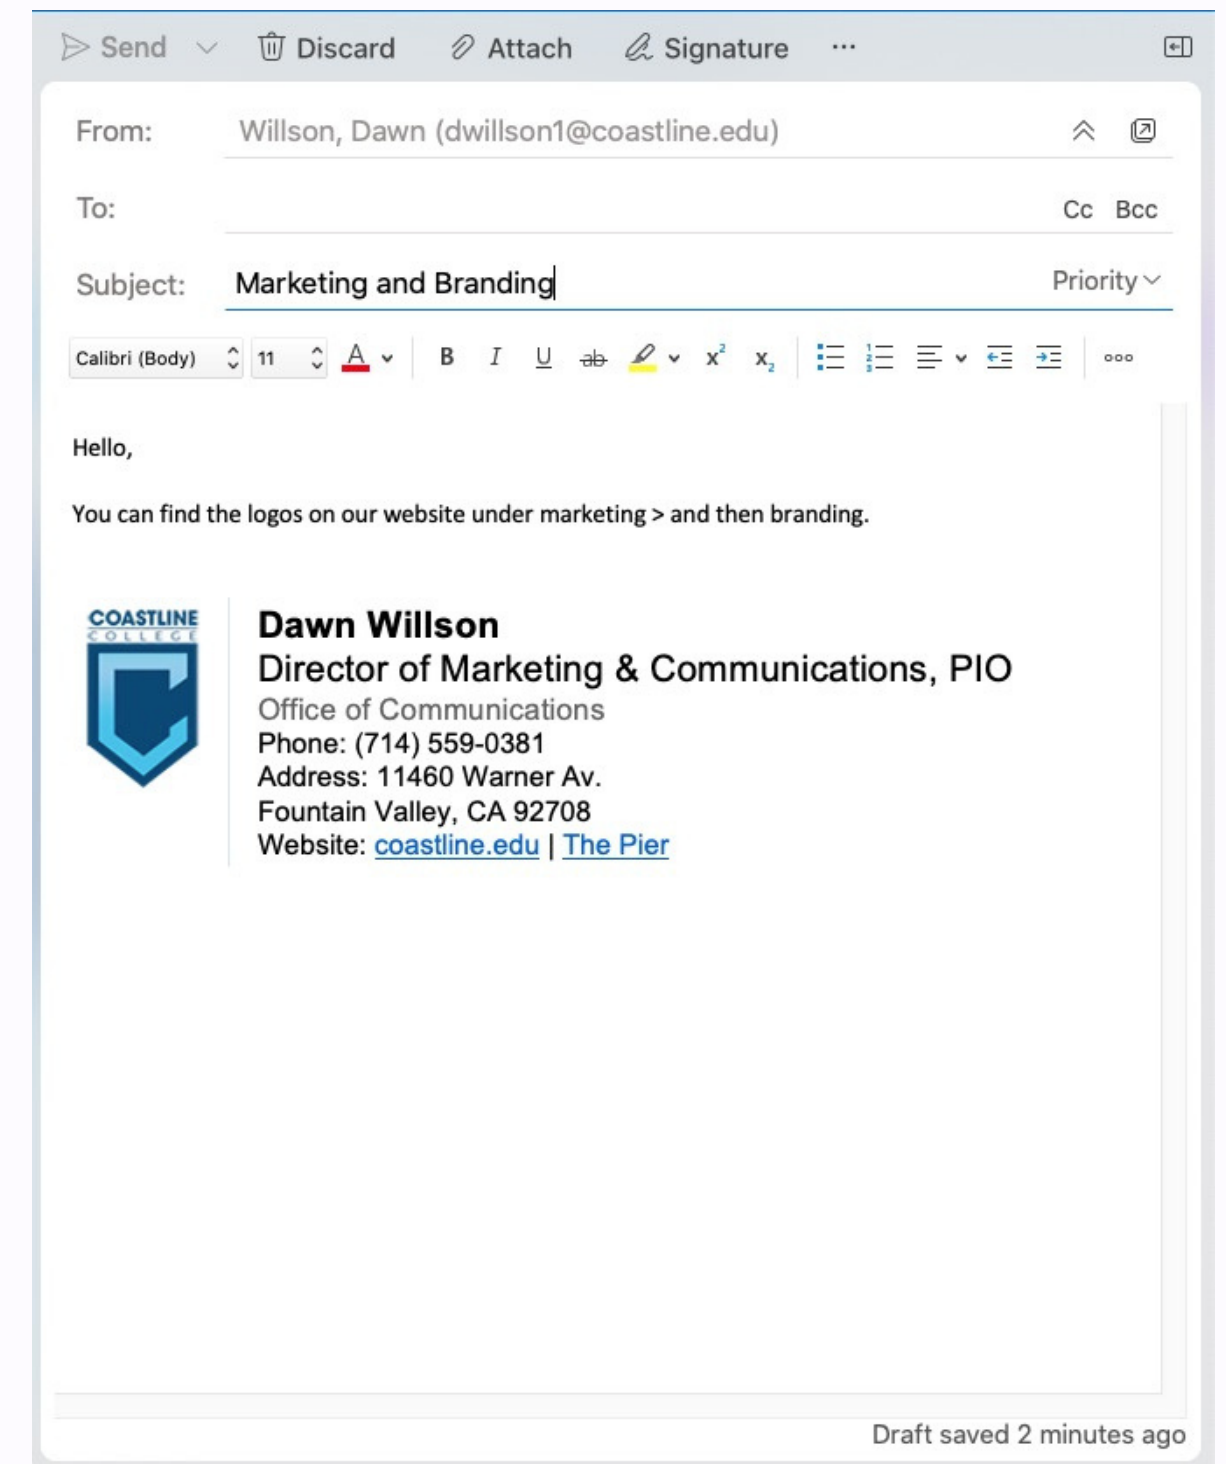 Send Discard Attach Signature ...
From: Willson, Dawn (dwillson1@coastline.edu)
To: Cc Bcc
Subject: Marketing and Branding Priority
Calibri (Body) 11 A B I U ab x² x₂
Hello,
You can find the logos on our website under marketing > and then branding.
COASTLINE
COLLEGE
Dawn Willson
Director of Marketing & Communications, PIO
Office of Communications
Phone: (714) 559-0381
Address: 11460 Warner Av.
Fountain Valley, CA 92708
Website: coastline.edu | The Pier
Draft saved 2 minutes ago